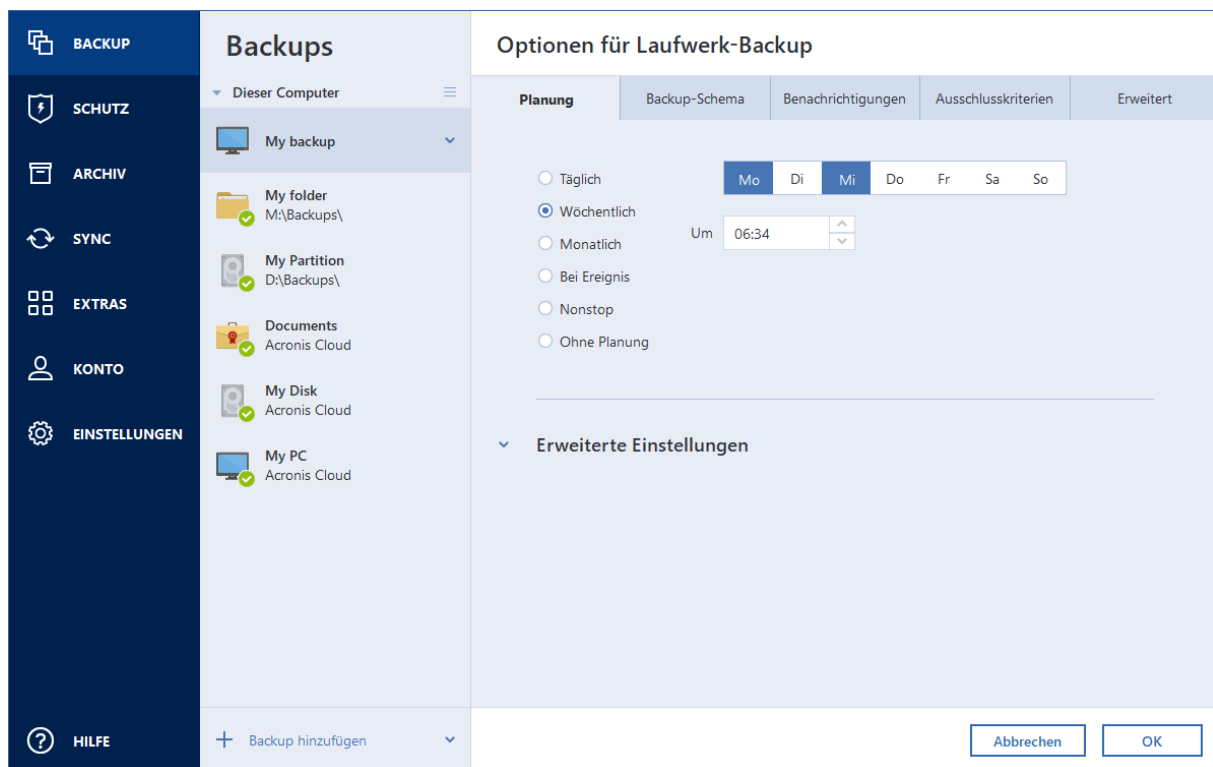 BACKUP
SCHUTZ
ARCHIV
SYNC
EXTRAS
KONTO
EINSTELLUNGEN
HILFE
Backups
Dieser Computer
My backup
My folder
M:\Backups\
My Partition
D:\Backups\
Documents
Acronis Cloud
My Disk
Acronis Cloud
My PC
Acronis Cloud
Backup hinzufügen
Optionen für Laufwerk-Backup
Planung Backup-Schema Benachrichtigungen Ausschlusskriterien Erweitert
Täglich
Wöchentlich
Monatlich
Bei Ereignis
Nonstop
Ohne Planung
Mo Di Mi Do Fr Sa So
Um 06:34
Erweiterte Einstellungen
Abbrechen OK